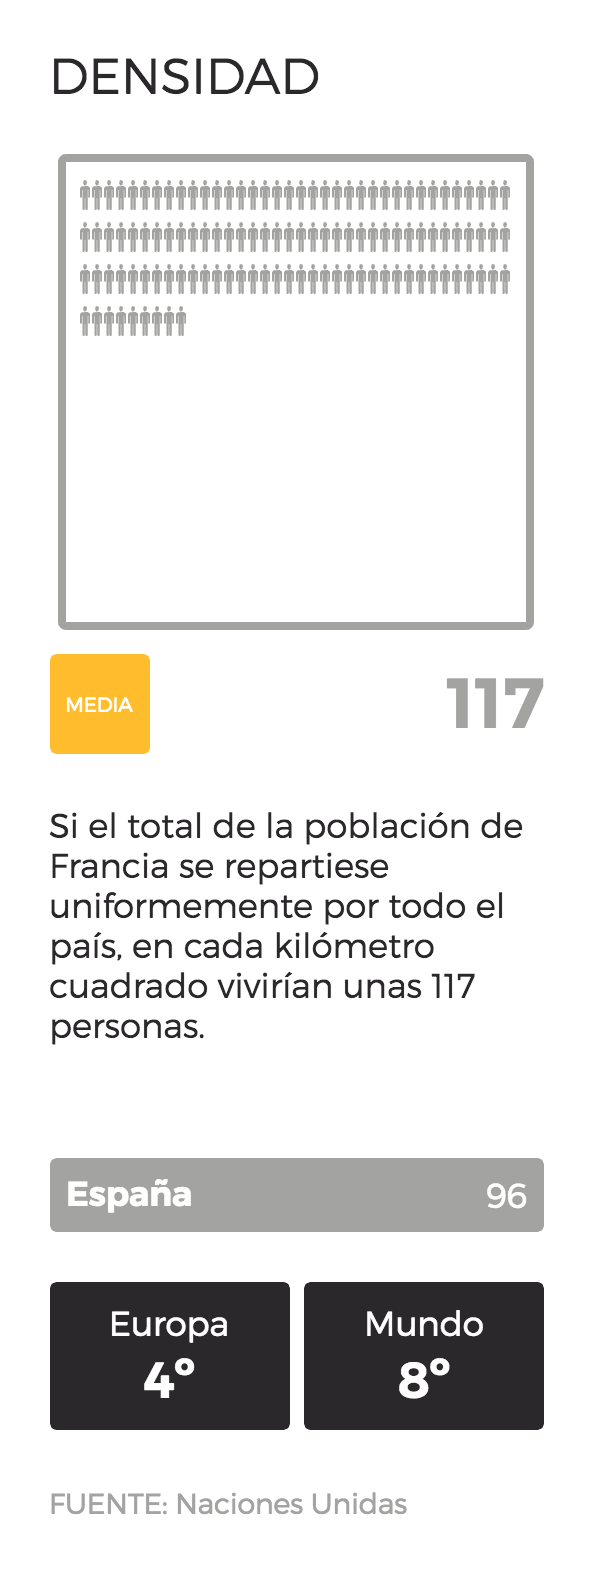 DENSIDAD
MEDIA
117
Si el total de la población de
Francia se repartiese
uniformemente por todo el
país, en cada kilómetro
cuadrado vivirían unas 117
personas.
España 96
Europa
4º
Mundo
8º
FUENTE: Naciones Unidas